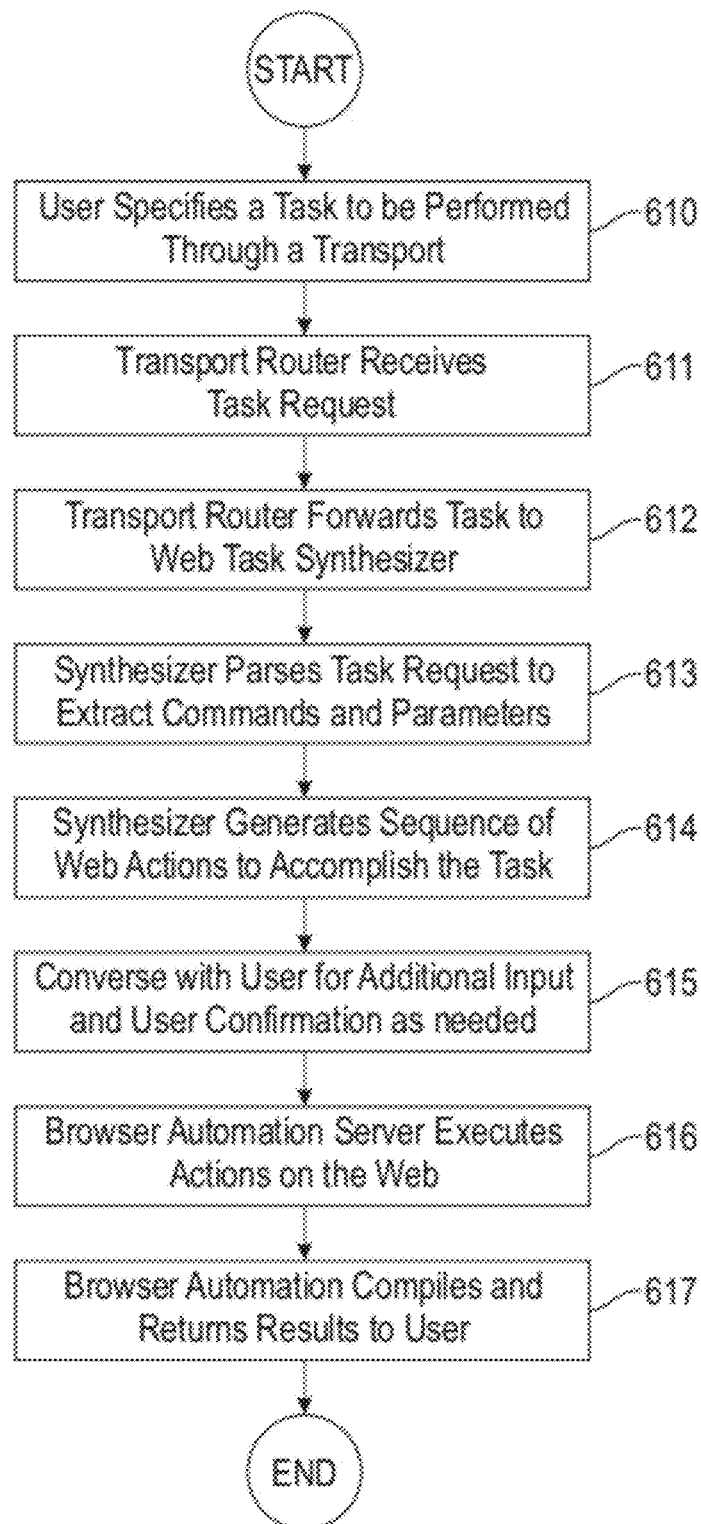 START
User Specifies a Task to be Performed
Through a Transport
610
Transport Router Receives
Task Request
611
Transport Router Forwards Task to
Web Task Synthesizer
612
Synthesizer Parses Task Request to
Extract Commands and Parameters
613
Synthesizer Generates Sequence of
Web Actions to Accomplish the Task
614
Converse with User for Additional Input
and User Confirmation as needed
615
Browser Automation Server Executes
Actions on the Web
616
Browser Automation Compiles and
Returns Results to User
617
END